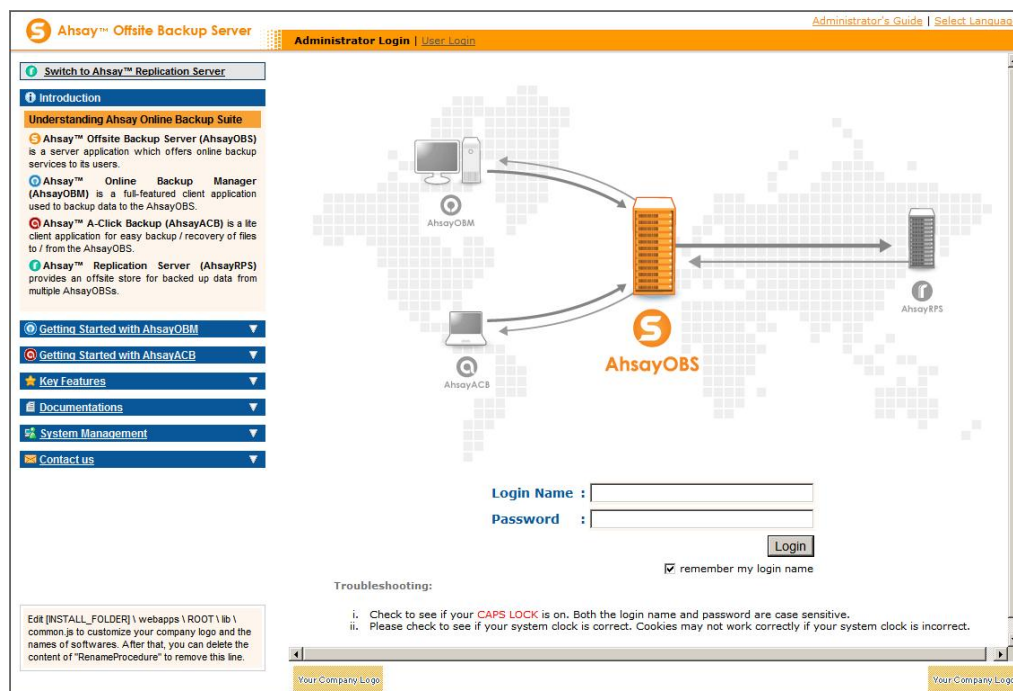 Ahsay™ Offsite Backup Server
Administrator's Guide | Select Languag
Administrator Login | User Login
Switch to Ahsay™ Replication Server
Introduction
Understanding Ahsay Online Backup Suite
Ahsay™ Offsite Backup Server (AhsayOBS)
is a server application which offers online backup
services to its users.
Ahsay™ Online Backup Manager
(AhsayOBM) is a full-featured client application
used to backup data to the AhsayOBS.
Ahsay™ A-Click Backup (AhsayACB) is a lite
client application for easy backup / recovery of files
to / from the AhsayOBS.
Ahsay™ Replication Server (AhsayRPS)
provides an offsite store for backed up data from
multiple AhsayOBSs.
Getting Started with AhsayOBM
Getting Started with AhsayACB
Key Features
Documentations
System Management
Contact us
Edit [INSTALL_FOLDER] \ webapps \ ROOT \ lib \
common.js to customize your company logo and the
names of softwares. After that, you can delete the
content of "RenameProcedure" to remove this line.
AhsayOBM
AhsayRPS
AhsayOBS
AhsayACB
Login Name :
Password :
Login
remember my login name
Troubleshooting:
i. Check to see if your CAPS LOCK is on. Both the login name and password are case sensitive.
ii. Please check to see if your system clock is correct. Cookies may not work correctly if your system clock is incorrect.
Your Company Logo
Your Company Logo